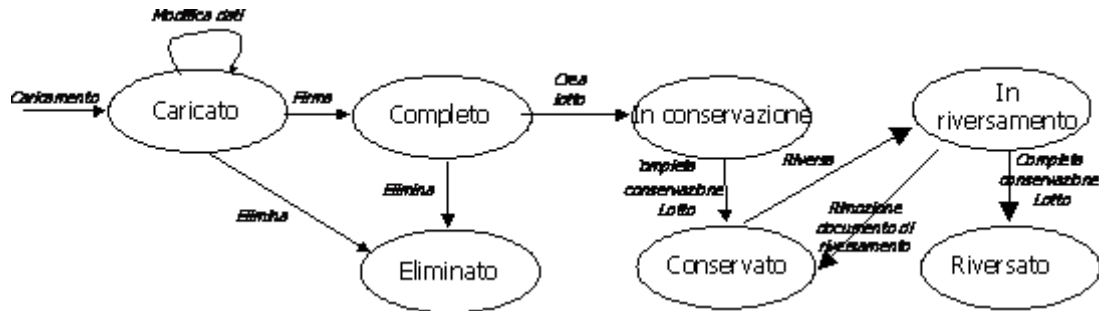 Modifica dati
Caricamento
Caricato
Firma
Completo
Crea
lotto
In conservazione
In
riversamento
Elimina
Elimina
Completa
conservazione
Lotto
Riversa
Rimozione
documento di
riversamento
Completa
conservazione
Lotto
Eliminato
Conservato
Riversato